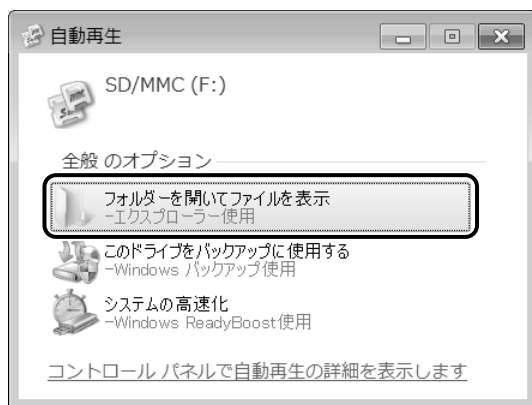 自動再生
SD/MMC (F:)
全般 のオプション
フォルダーを開いてファイルを表示
-エクスプローラー使用
このドライブをバックアップに使用する
-Windows バックアップ使用
システムの高速化
-Windows ReadyBoost使用
コントロール パネルで自動再生の詳細を表示します